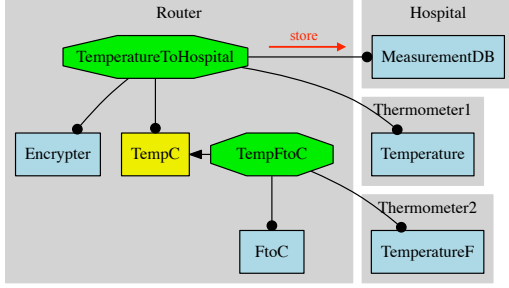 Router
Hospital
store
TemperatureToHospital
MeasurementDB
Thermometer1
Encrypter
TempC
TempFtoC
Temperature
Thermometer2
FtoC
TemperatureF